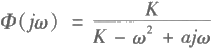 Φ(jω) = K / (K - ω² + ajω)